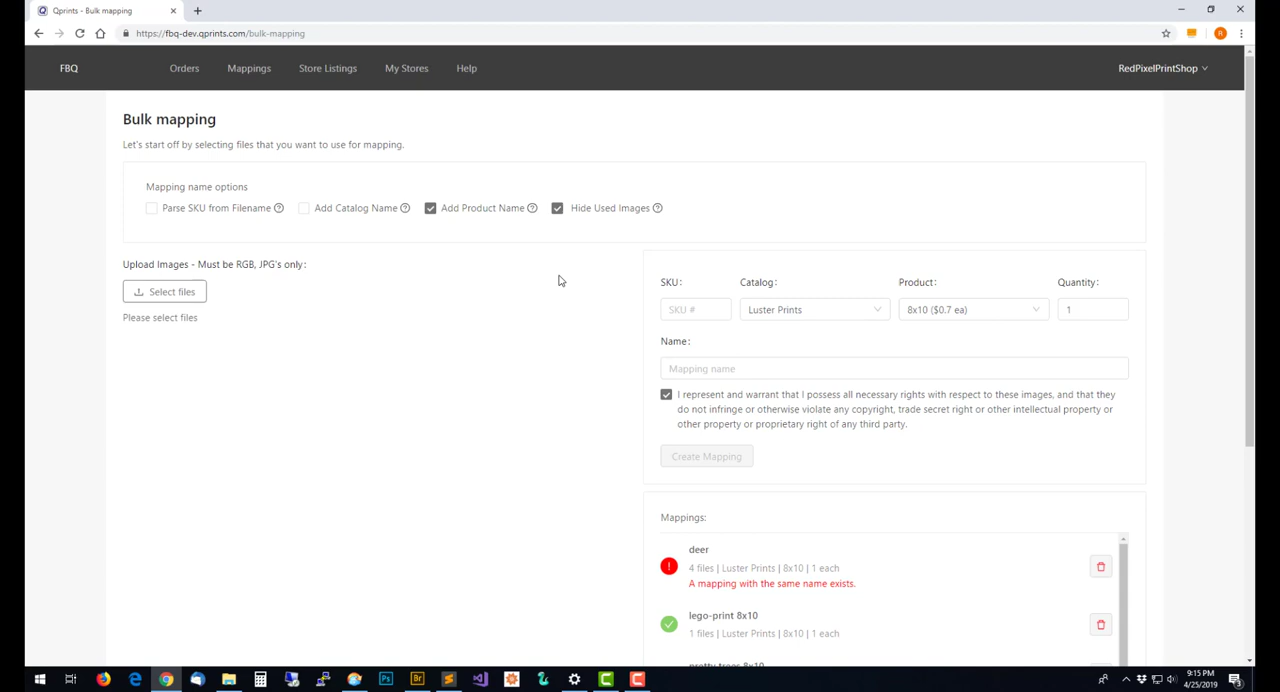 Qprints - Bulk mapping
https://fbq-dev.qprints.com/bulk-mapping
R
FBQ
Orders
Mappings
Store Listings
My Stores
Help
RedPixelPrintShop
Bulk mapping
Let's start off by selecting files that you want to use for mapping.
Mapping name options
Parse SKU from Filename
Add Catalog Name
Add Product Name
Hide Used Images
Upload Images - Must be RGB, JPG's only:
Select files
Please select files
SKU:
Catalog:
Product:
Quantity:
SKU #
Luster Prints
8x10 ($0.7 ea)
1
Name:
Mapping name
I represent and warrant that I possess all necessary rights with respect to these images, and that they
do not infringe or otherwise violate any copyright, trade secret right or other intellectual property or
other property or proprietary right of any third party.
Create Mapping
Mappings:
deer
4 files | Luster Prints | 8x10 | 1 each
A mapping with the same name exists.
lego-print 8x10
1 files | Luster Prints | 8x10 | 1 each
pretty trees 8x10
Ps
Br
9:15 PM
4/25/2019
3